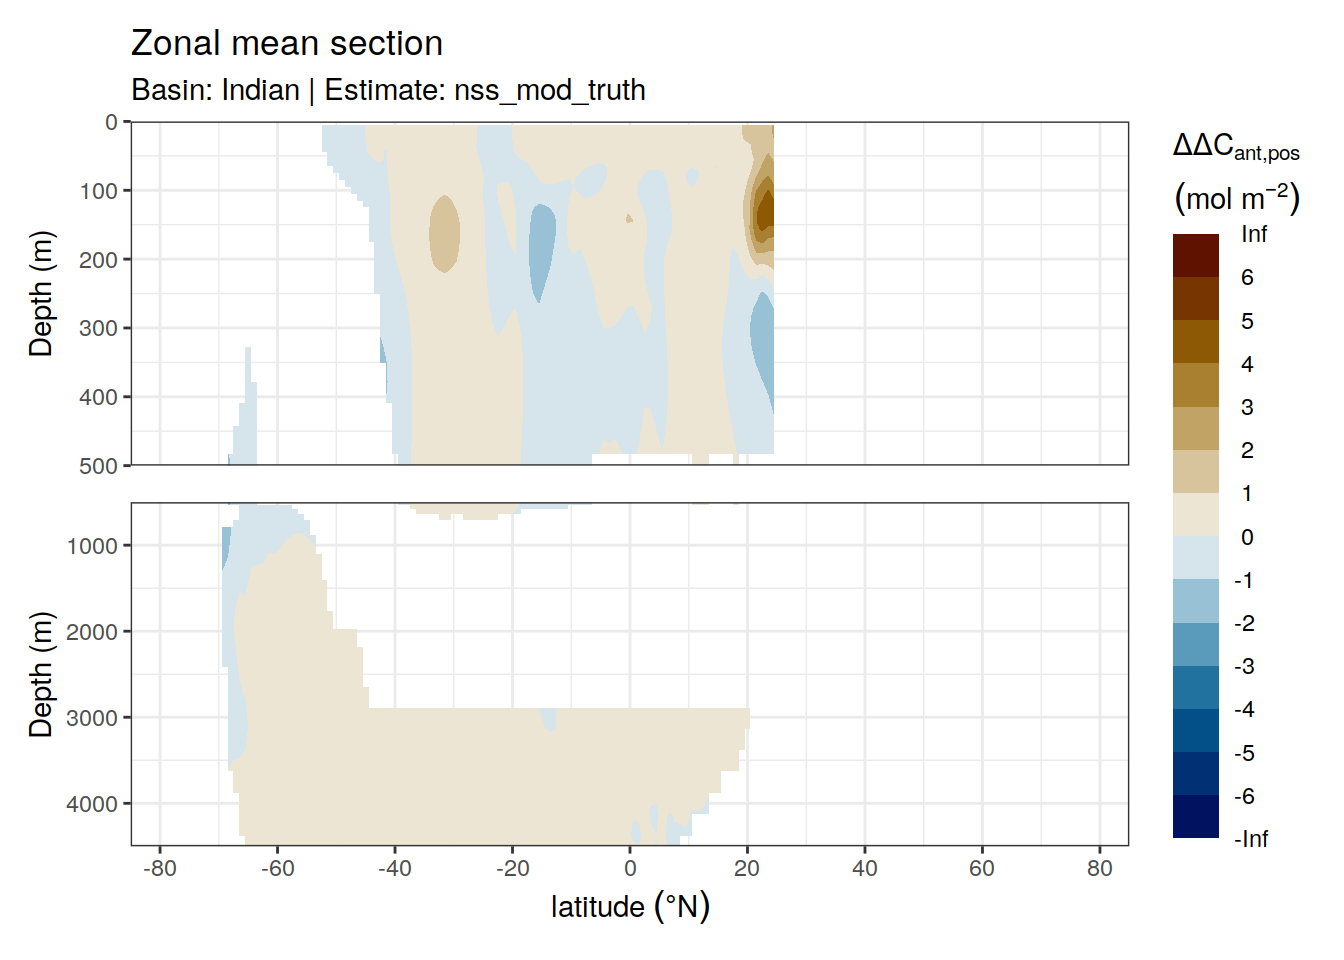 Zonal mean section
Basin: Indian | Estimate: nss_mod_truth
Depth (m)
0
100
200
300
400
500
Depth (m)
1000
2000
3000
4000
-80 -60 -40 -20 0 20 40 60 80
latitude (°N)
ΔΔCant,pos
(mol m−2)
Inf
6
5
4
3
2
1
0
-1
-2
-3
-4
-5
-6
-Inf